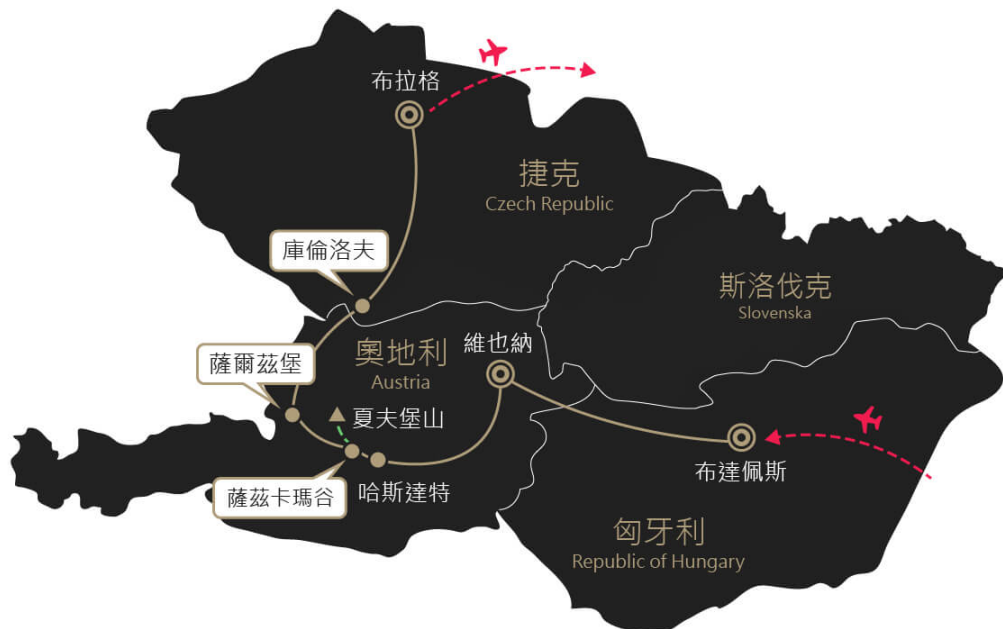 布拉格
捷克
Czech Republic
庫倫洛夫
斯洛伐克
Slovenska
奧地利
Austria
維也納
薩爾茲堡
夏夫堡山
布達佩斯
薩茲卡瑪谷
哈斯達特
匈牙利
Republic of Hungary